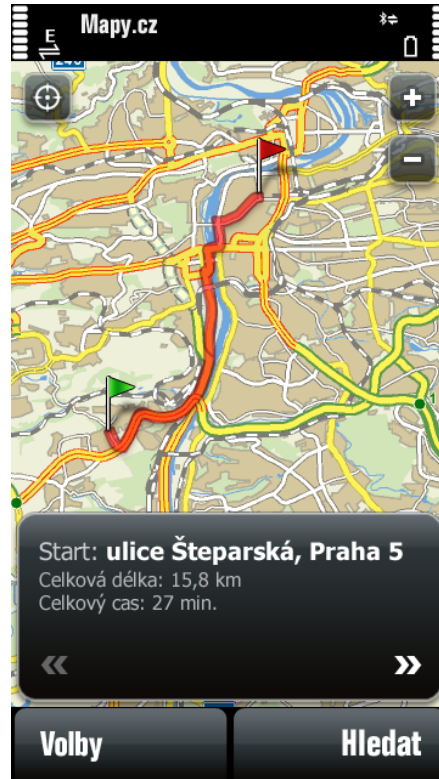 E
Mapy.cz
Start: ulice Šteparská, Praha 5
Celková délka: 15,8 km
Celkový cas: 27 min.
Volby
Hledat